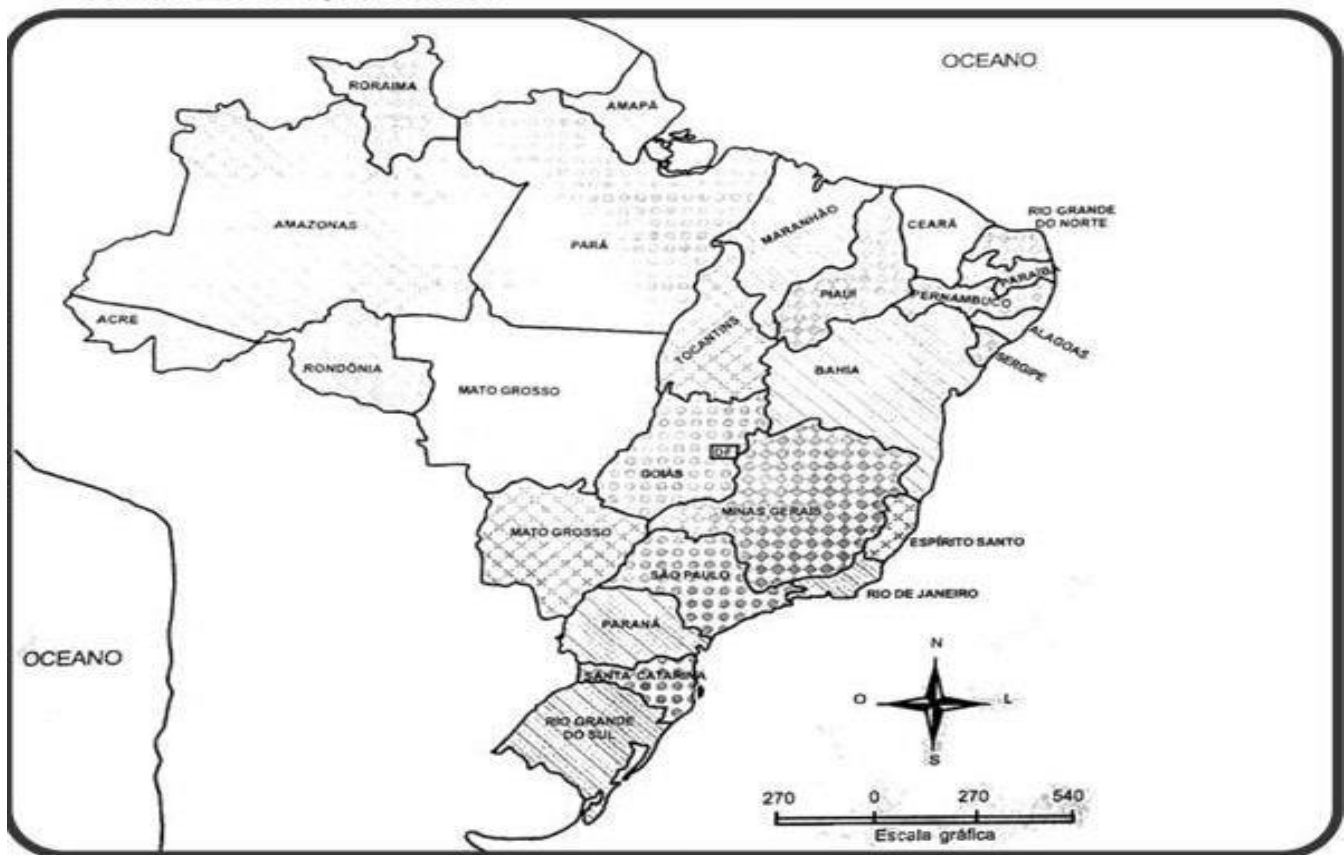 OCEANO
RORAIMA
AMAPÁ
AMAZONAS
PARÁ
MARANHÃO
CEARÁ
RIO GRANDE
DO NORTE
PARAÍBA
PIAUÍ
PERNAMBUCO
ACRE
TOCANTINS
ALAGOAS
SERGIPE
RONDÔNIA
BAHIA
MATO GROSSO
DF
GOIÁS
MINAS GERAIS
MATO GROSSO
ESPÍRITO SANTO
SÃO PAULO
RIO DE JANEIRO
PARANÁ
OCEANO
SANTA CATARINA
RIO GRANDE
DO SUL
N
O
L
S
270 0 270 540
Escala gráfica